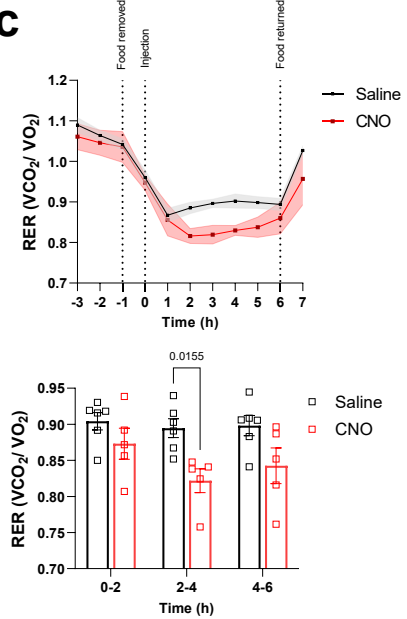 c
Food removed
Injection
Food returned
1.2
1.1
1.0
0.9
0.8
0.7
RER (VCO2/ VO2)
-3 -2 -1 0 1 2 3 4 5 6 7
Time (h)
Saline
CNO
0.0155
0.95
0.90
0.85
0.80
0.75
0.70
RER (VCO2/ VO2)
0-2 2-4 4-6
Time (h)
Saline
CNO